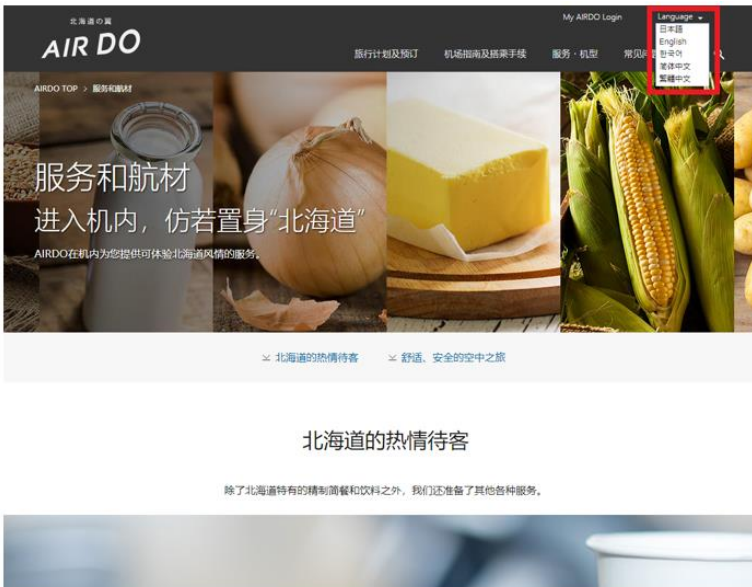 北海道の翼
AIR DO
My AIRDO Login
Language
日本語
English
한국어
简体中文
繁體中文
旅行计划及预订
机场指南及搭乘手续
服务・机型
常见问
AIRDO TOP > 服务和航材
服务和航材
进入机内，仿若置身“北海道”
AIRDO在机内为您提供可体验北海道风情的服务。
北海道的热情待客
舒适、安全的空中之旅
北海道的热情待客
除了北海道特有的精制简餐和饮料之外，我们还准备了其他各种服务。